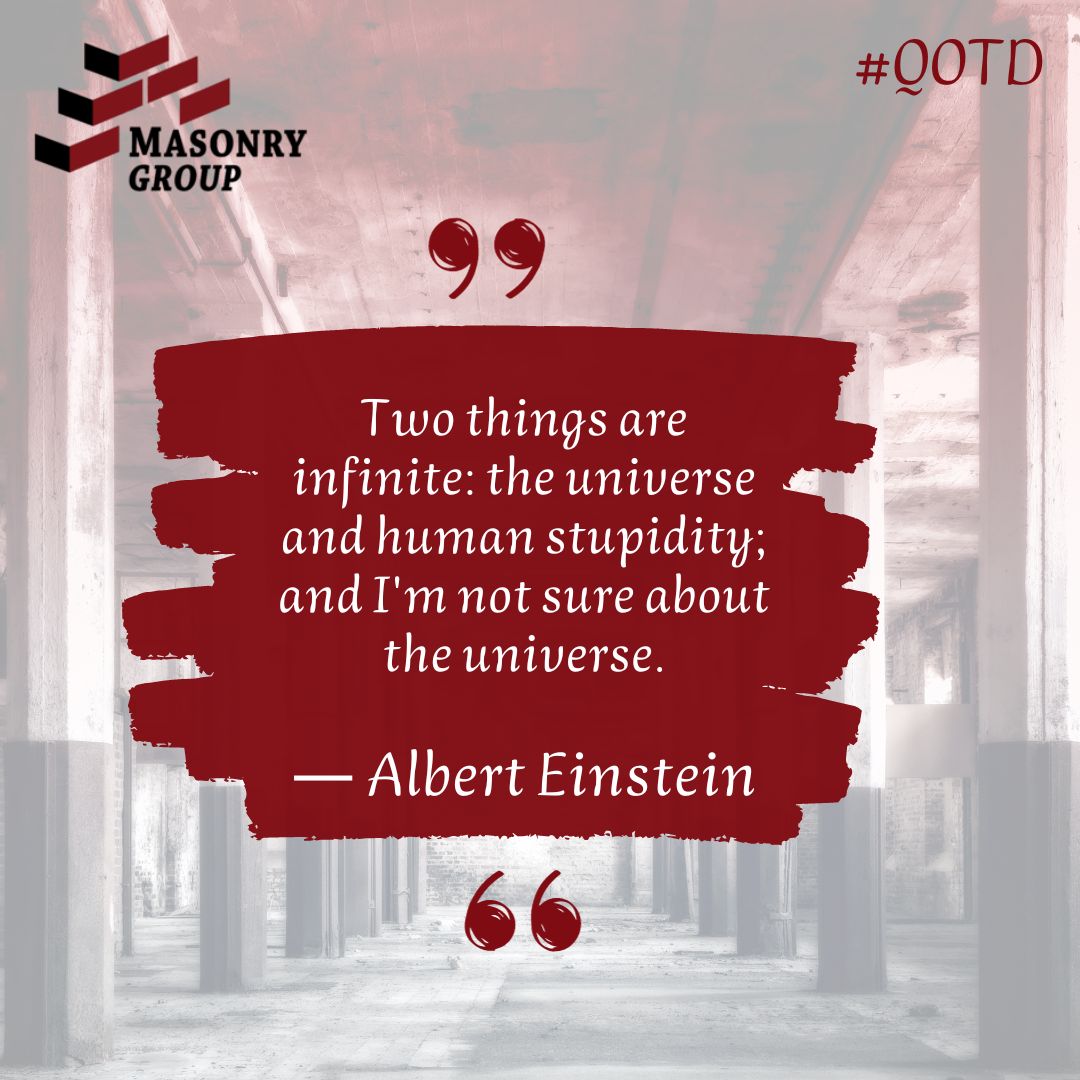 MASONRY
GROUP
#QOTD
”
Two things are
infinite: the universe
and human stupidity;
and I'm not sure about
the universe.
— Albert Einstein
“